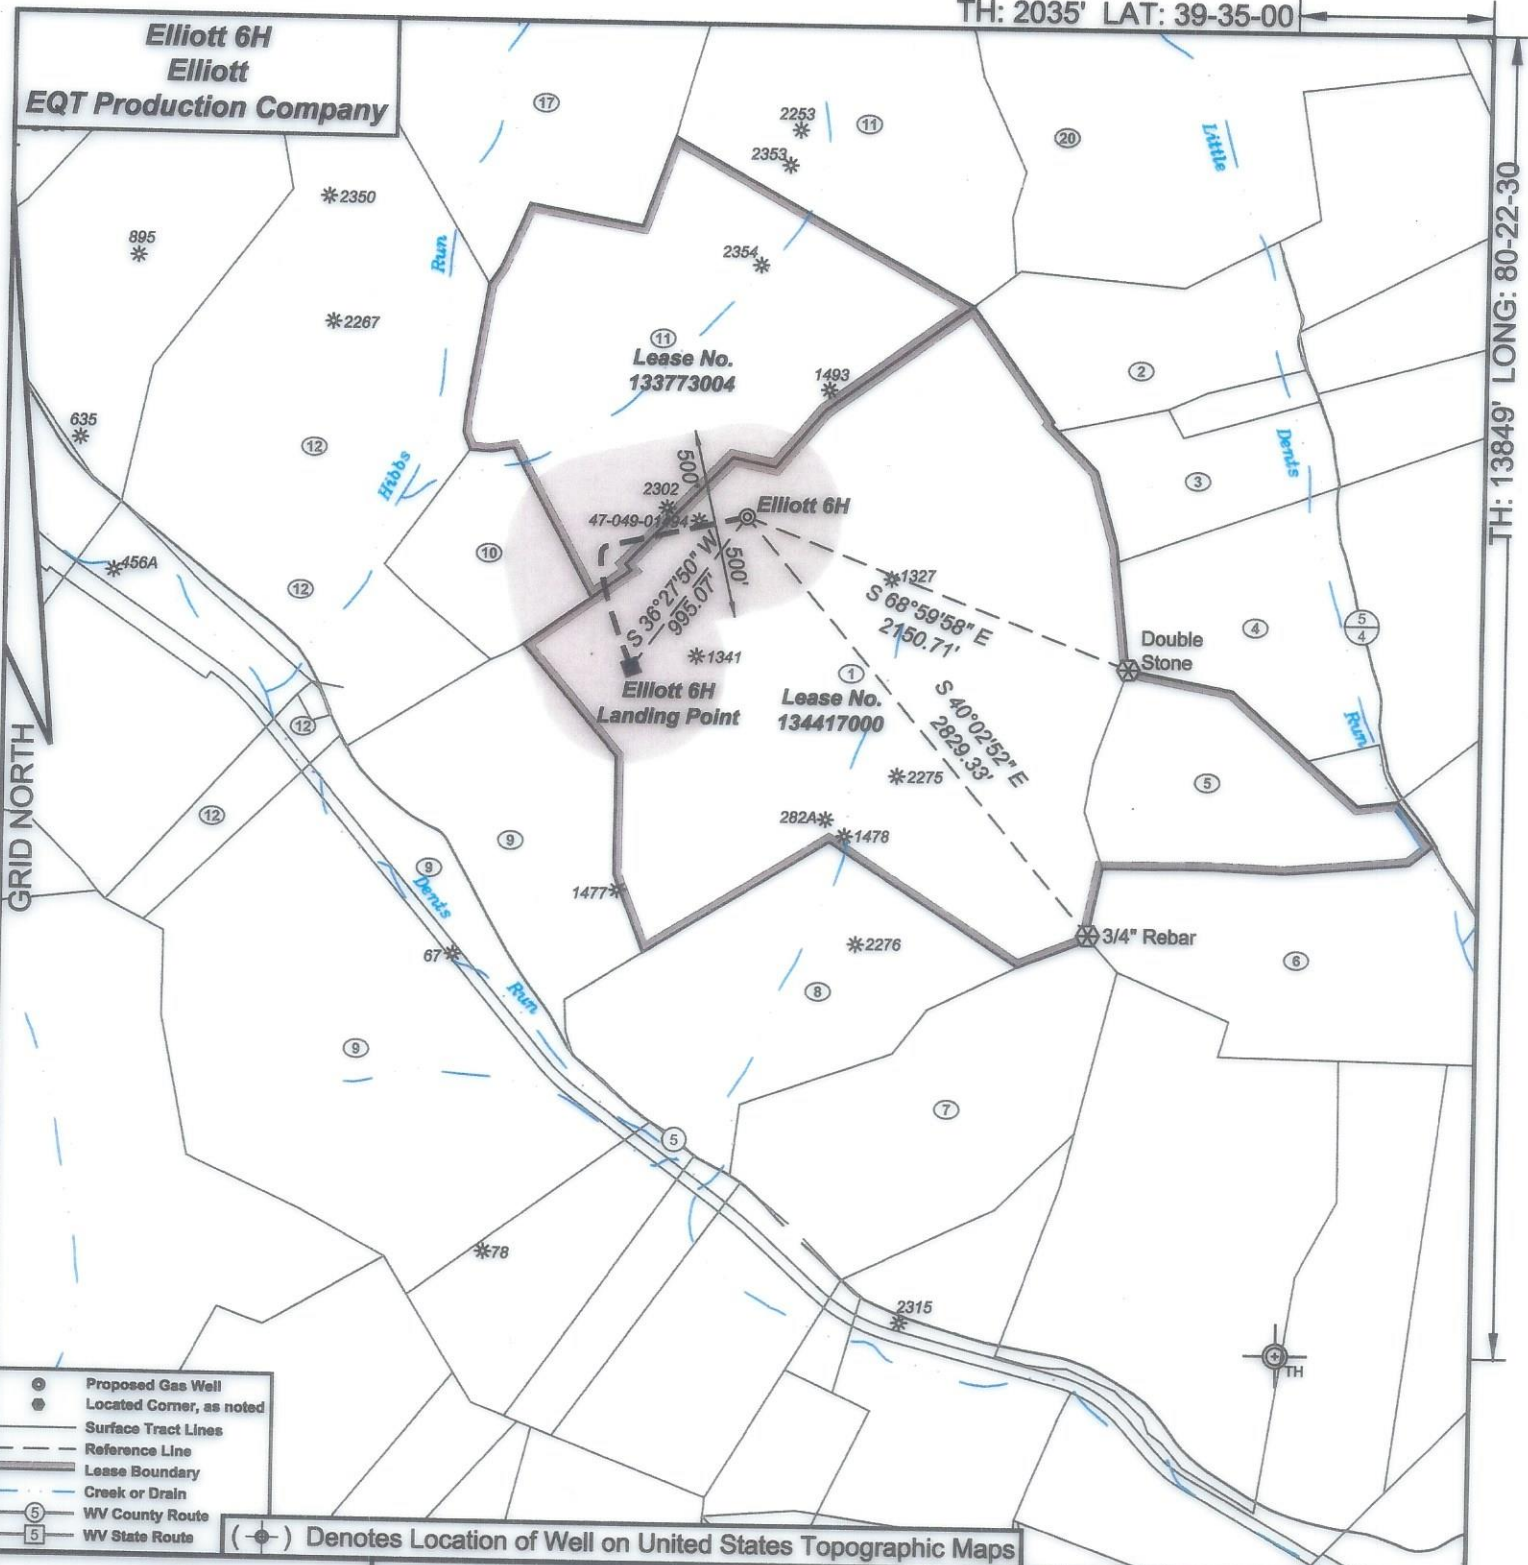 TH: 2035' LAT: 39-35-00
Elliott 6H
Elliott
EQT Production Company
TH: 13849' LONG: 80-22-30
17
2253
11
20
Little
2353
2350
895
Run
2354
2267
11
Lease No.
133773004
2
1493
635
12
Dents
Hibbs
500'
3
2302
Elliott 6H
47-049-01494
10
456A
500'
1327
12
S 36°27'50" W
995.07'
S 68°59'58" E
2150.71'
5
4
4
Double
Stone
1341
1
Elliott 6H
Landing Point
Lease No.
134417000
S 40°02'52" E
2829.33'
Run
12
GRID NORTH
2275
5
12
282A
1478
9
9
Dents
1477
3/4" Rebar
2276
67
6
8
Run
9
7
5
78
2315
TH
Proposed Gas Well
Located Corner, as noted
Surface Tract Lines
Reference Line
Lease Boundary
Creek or Drain
5 WV County Route
5 WV State Route
( ) Denotes Location of Well on United States Topographic Maps